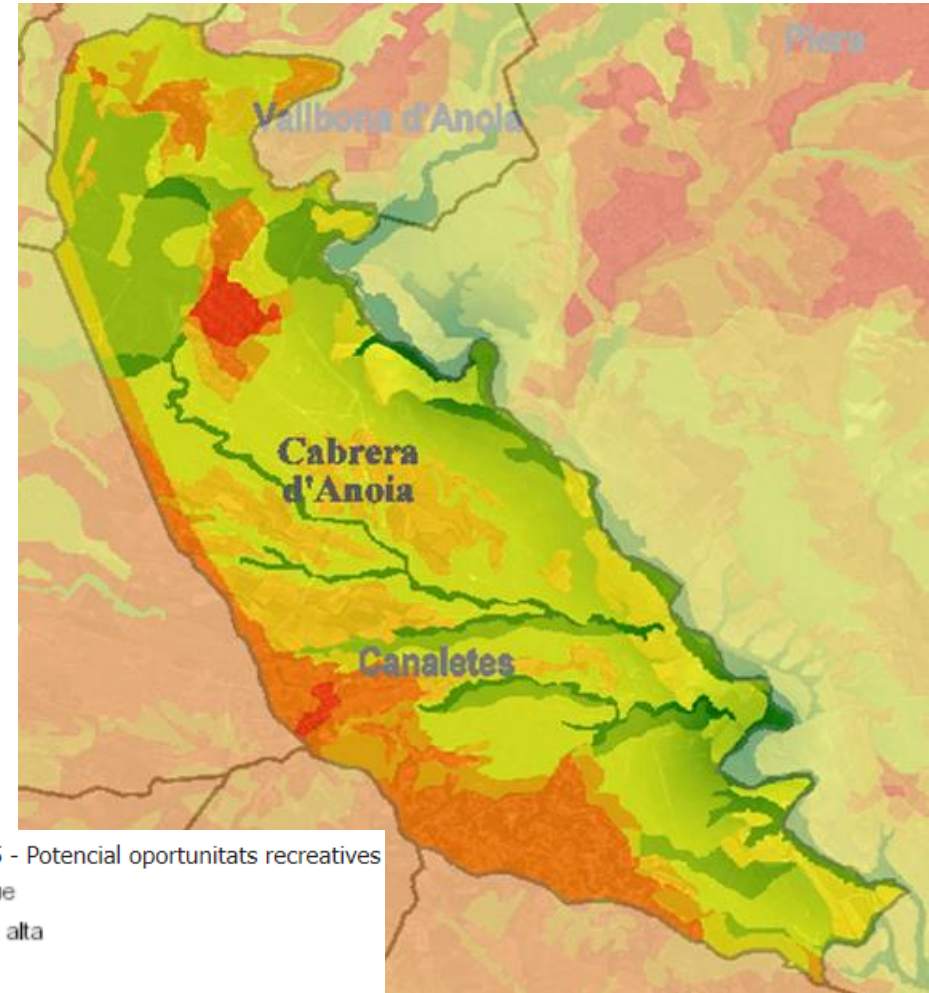 Piera
Vallbona d'Anoia
Cabrera
d'Anoia
Canaletes
- Potencial oportunitats recreatives
alta